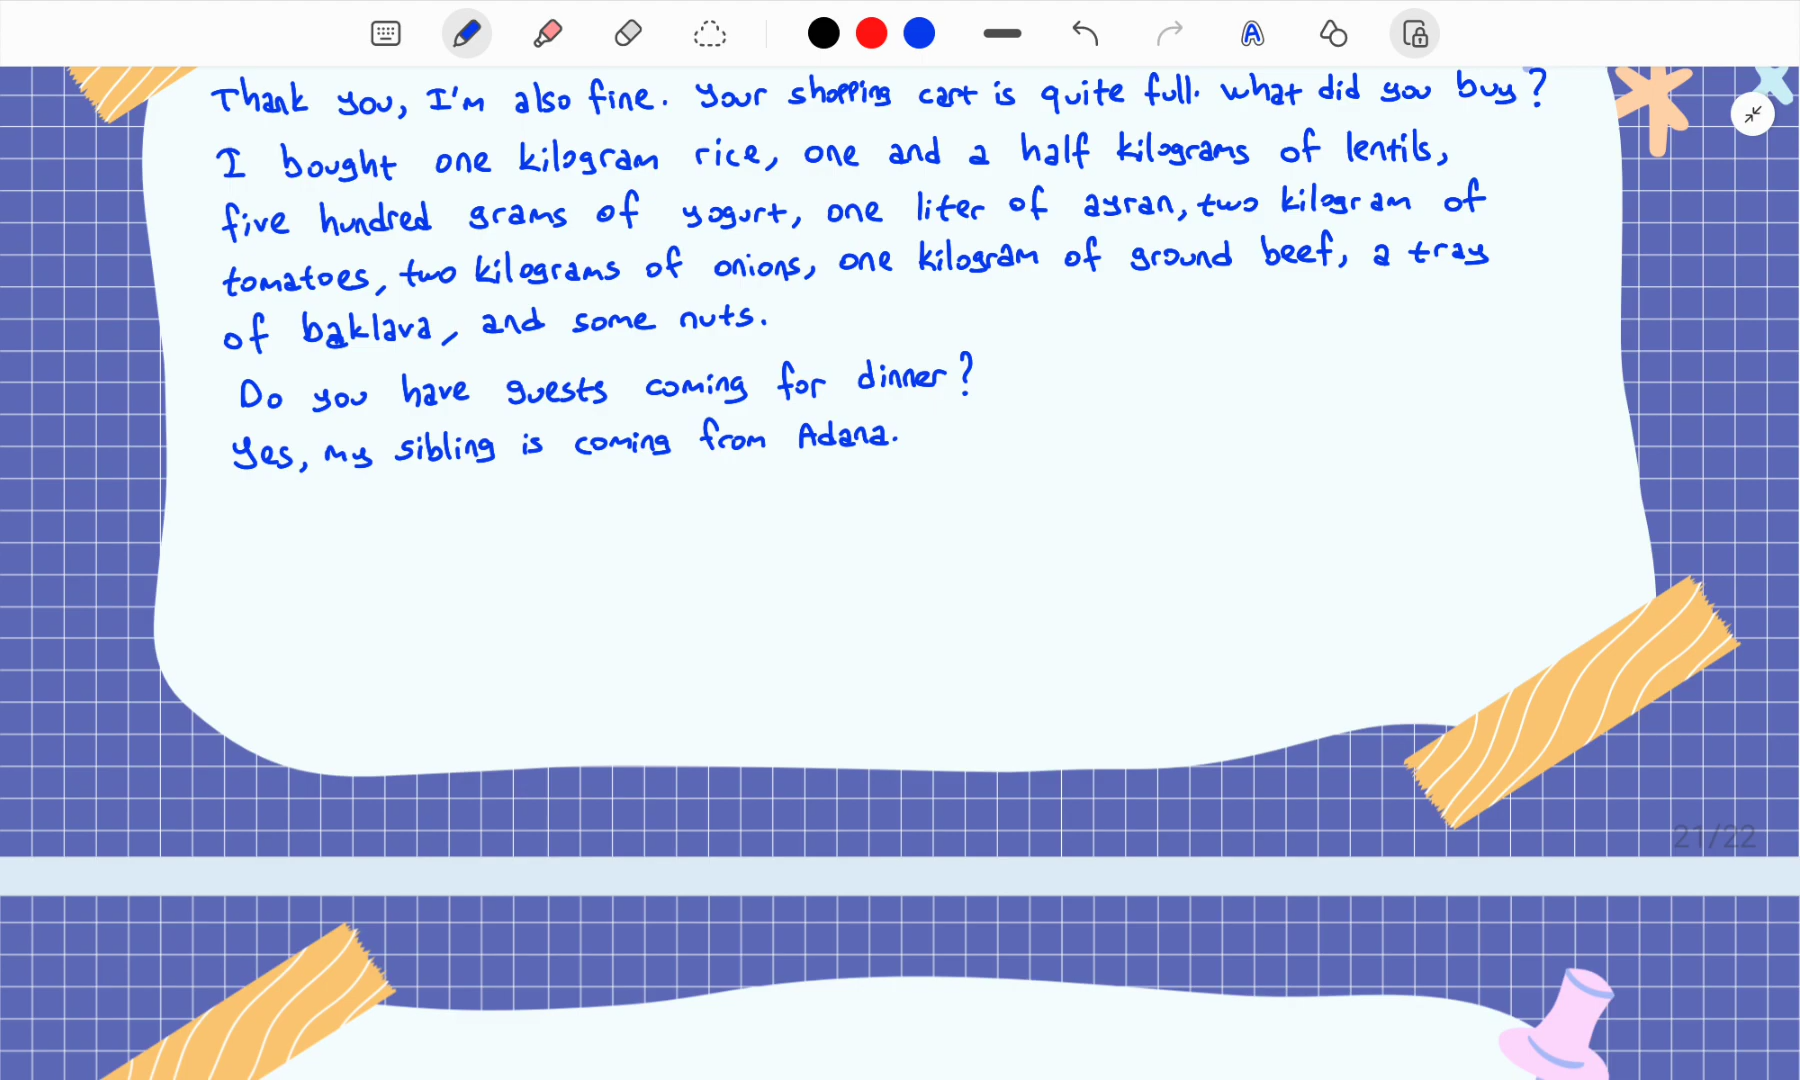 Thank you, I'm also fine. Your shopping cart is quite full. What did you buy?
I bought one kilogram rice, one and a half kilograms of lentils,
five hundred grams of yogurt, one liter of ayran, two kilogram of
tomatoes, two kilograms of onions, one kilogram of ground beef, a tray
of baklava, and some nuts.
Do you have guests coming for dinner?
Yes, my sibling is coming from Adana.
21/22